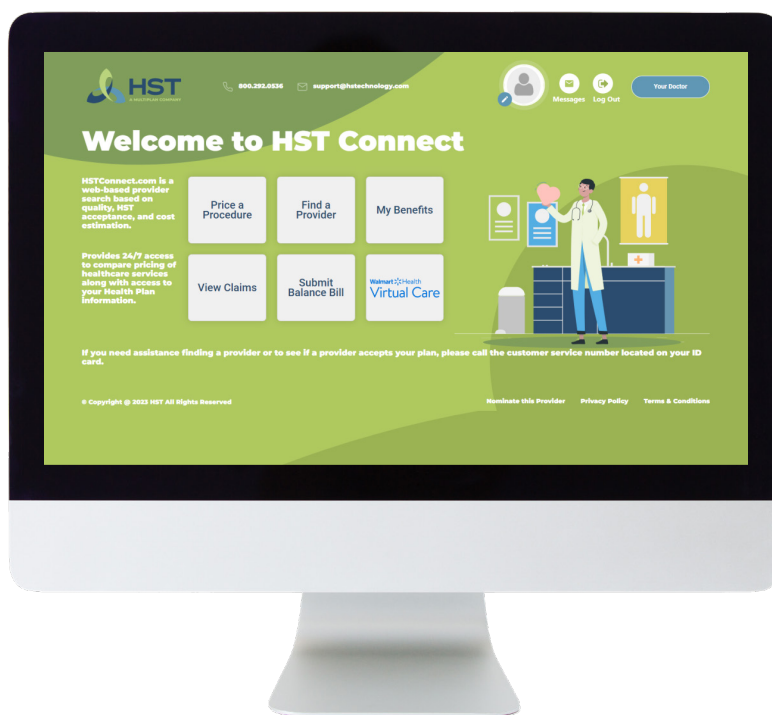 HST
A MULTIPLAN COMPANY
800.292.0536
support@hstechnology.com
Messages
Log Out
Your Doctor
Welcome to HST Connect
HSTConnect.com is a
web-based provider
search based on
quality, HST
acceptance, and cost
estimation.
Provides 24/7 access
to compare pricing of
healthcare services
along with access to
your Health Plan
information.
Price a
Procedure
Find a
Provider
My Benefits
View Claims
Submit
Balance Bill
Walmart Health
Virtual Care
If you need assistance finding a provider or to see if a provider accepts your plan, please call the customer service number located on your ID
card.
© Copyright @ 2023 HST All Rights Reserved
Nominate this Provider
Privacy Policy
Terms & Conditions